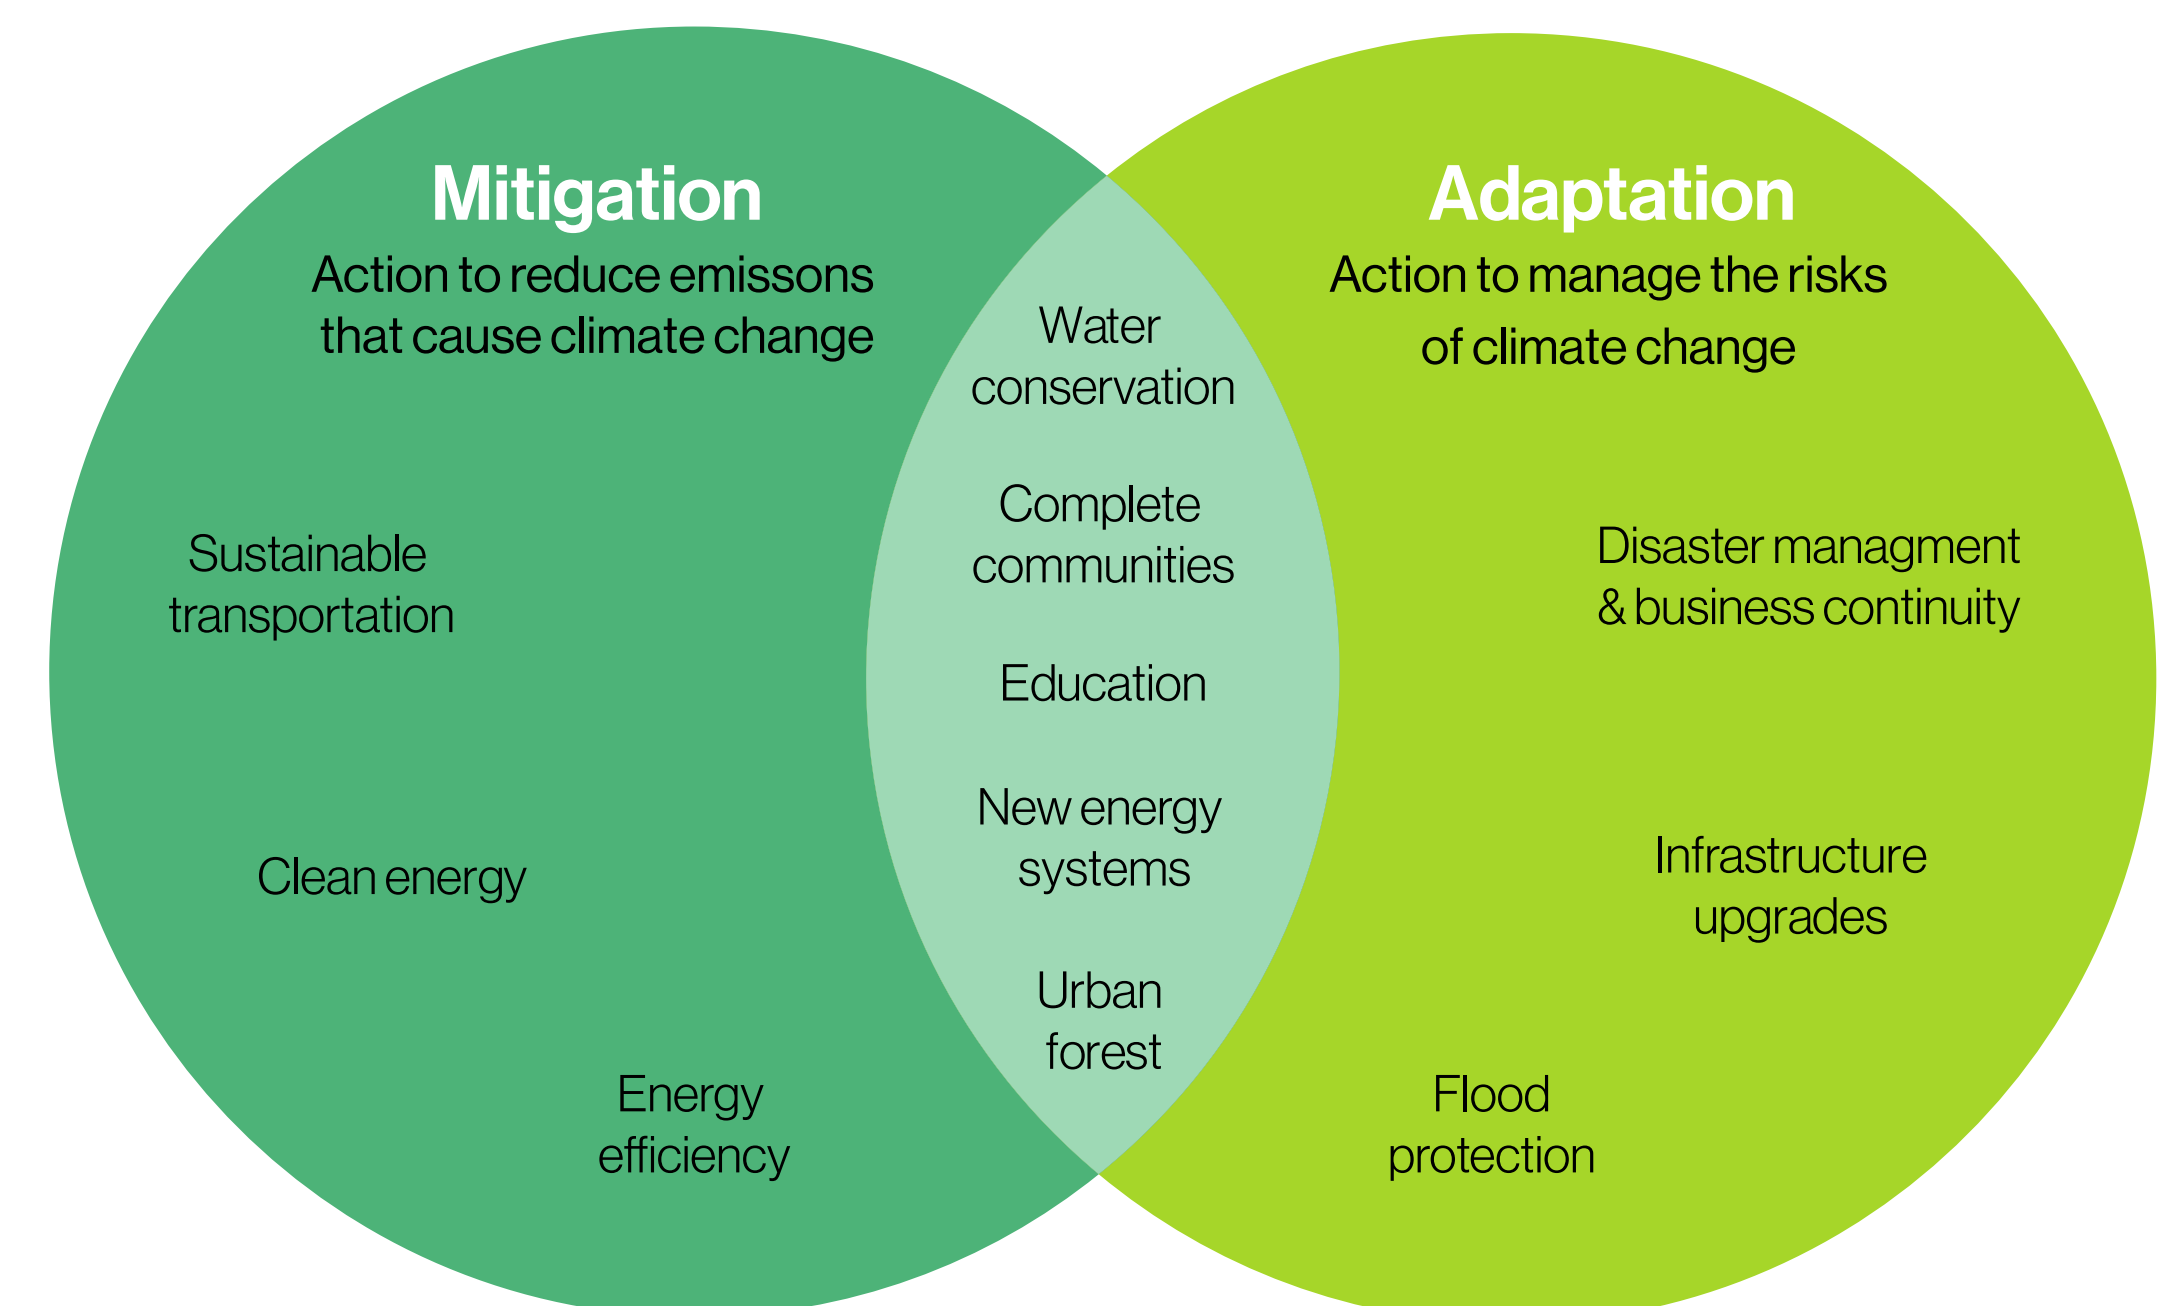 Mitigation
Action to reduce emissons
that cause climate change
Sustainable
transportation
Clean energy
Energy
efficiency
Water
conservation
Complete
communities
Education
New energy
systems
Urban
forest
Adaptation
Action to manage the risks
of climate change
Disaster managment
& business continuity
Infrastructure
upgrades
Flood
protection